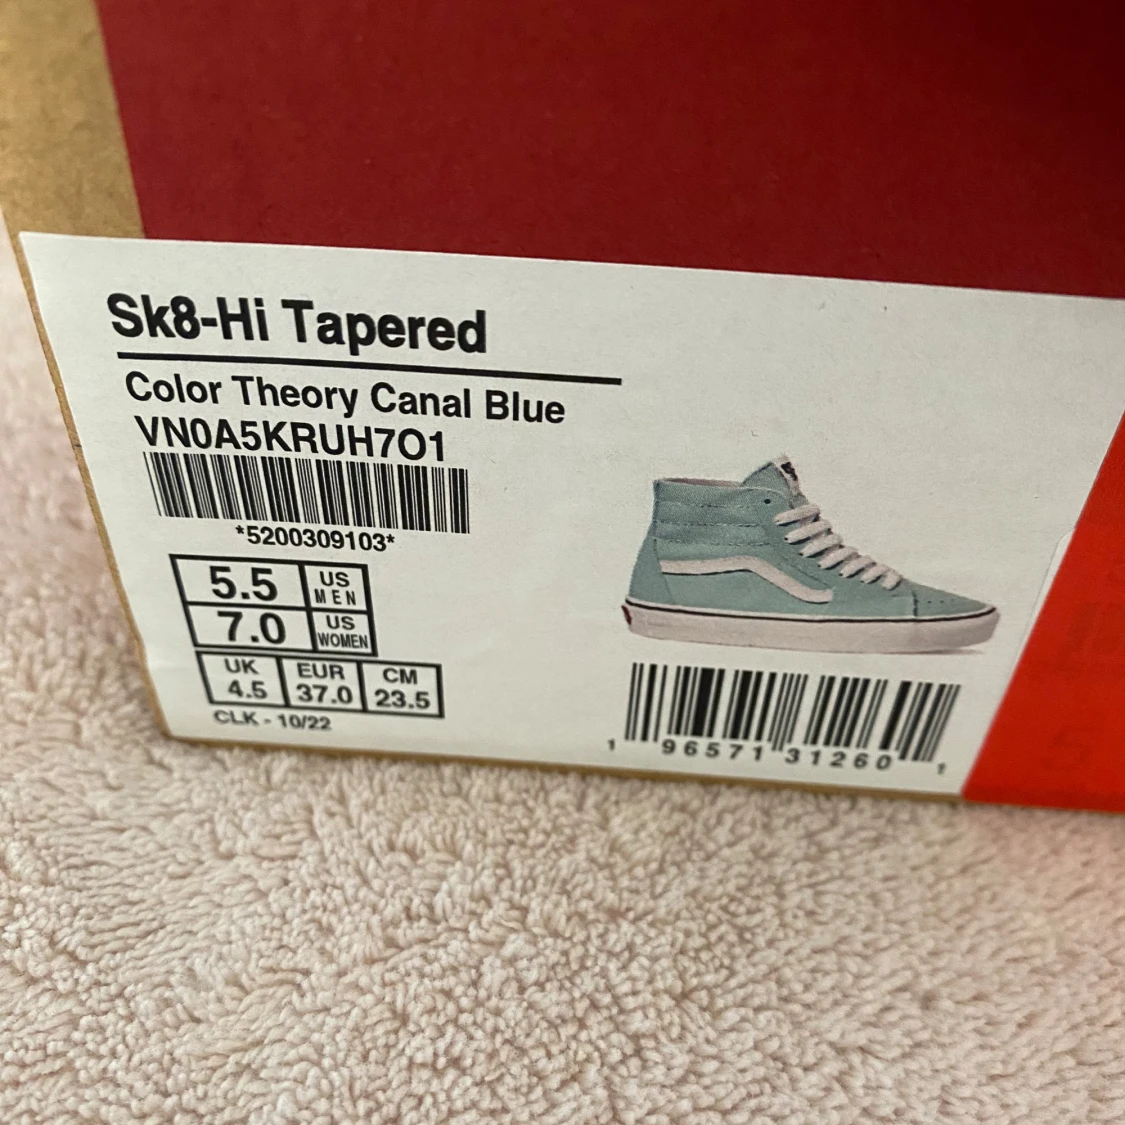 Sk8-Hi Tapered
Color Theory Canal Blue
VN0A5KRUH7O1
*5200309103*
5.5 US MEN
7.0 US WOMEN
UK EUR CM
4.5 37.0 23.5
CLK - 10/22
1 96571 31260 1